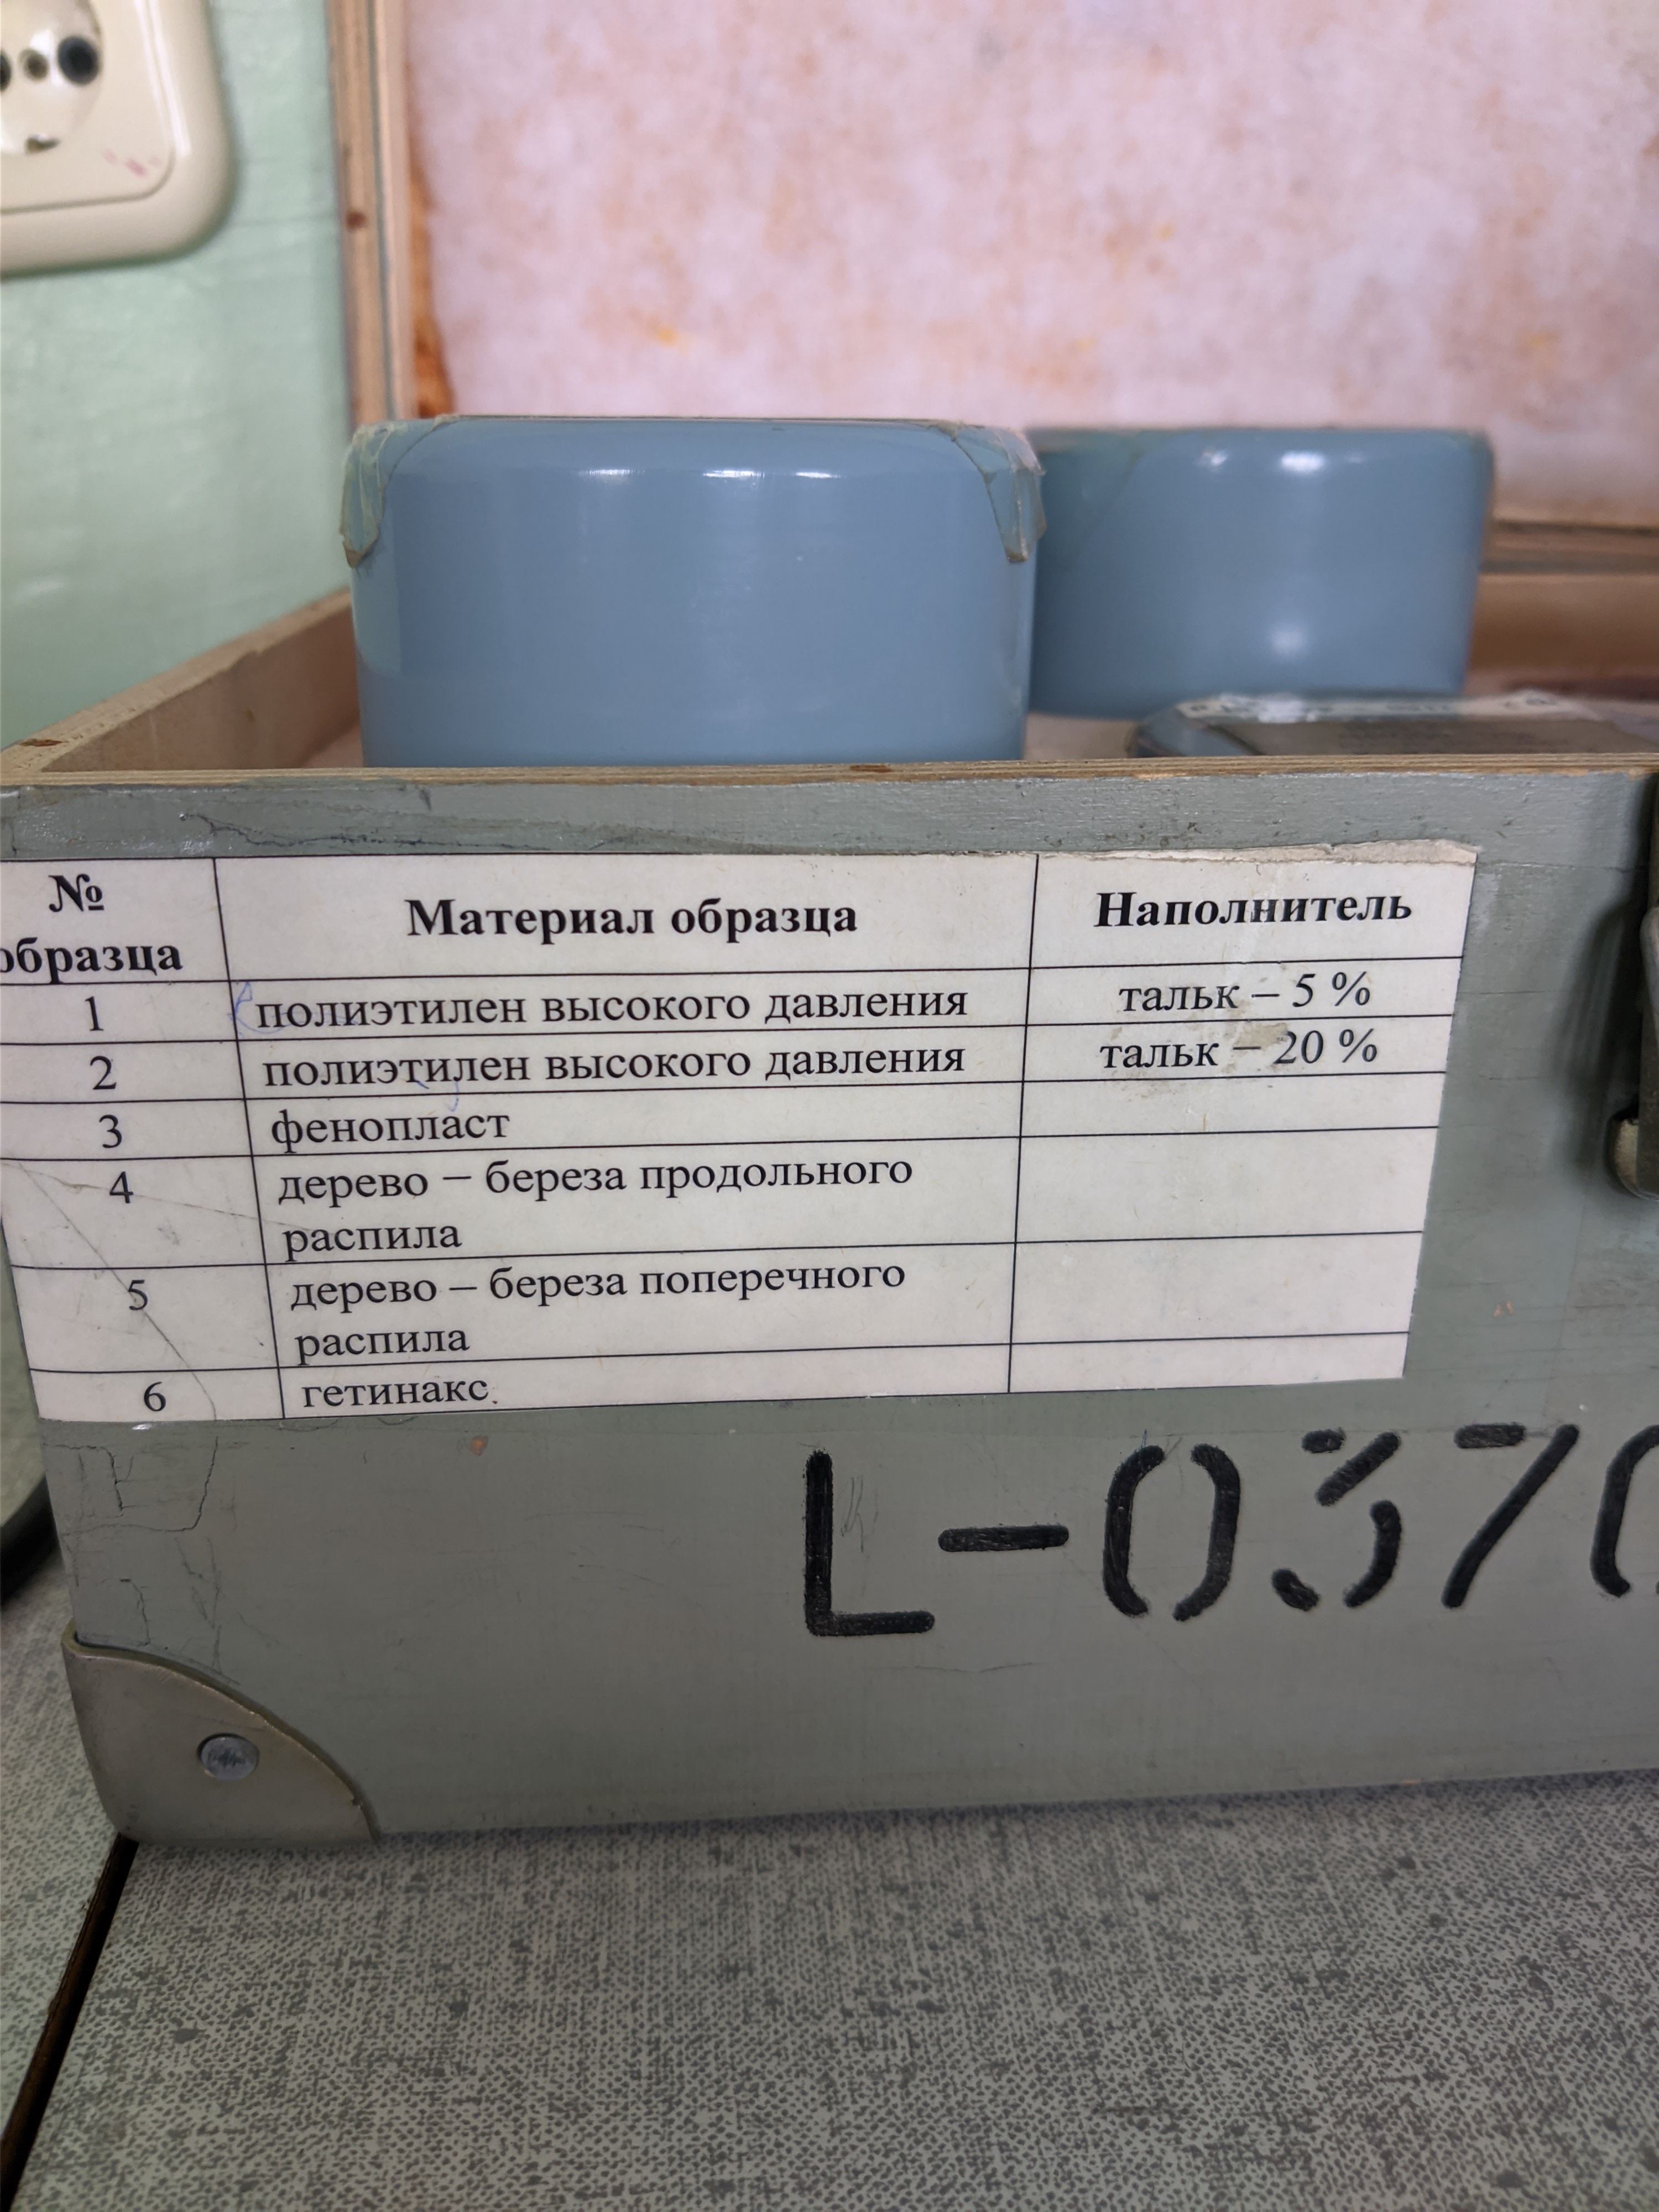 № образца Материал образца Наполнитель
1 полиэтилен высокого давления тальк – 5 %
2 полиэтилен высокого давления тальк – 20 %
3 фенопласт
4 дерево – береза продольного
распила
5 дерево – береза поперечного
распила
6 гетинакс.
L-0370